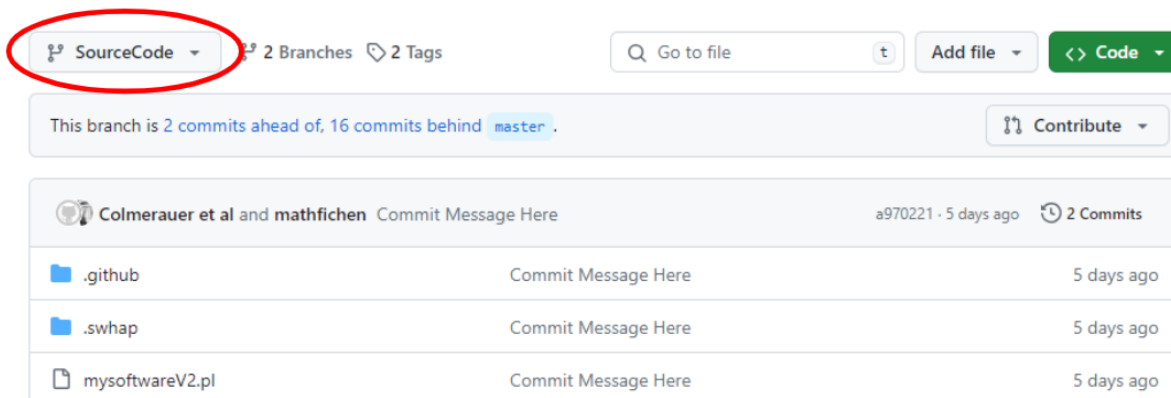 SourceCode 2 Branches 2 Tags Go to file t Add file Code
This branch is 2 commits ahead of, 16 commits behind master . Contribute
Colmerauer et al and mathfichen Commit Message Here a970221 · 5 days ago 2 Commits
.github Commit Message Here 5 days ago
.swhap Commit Message Here 5 days ago
mysoftwareV2.pl Commit Message Here 5 days ago